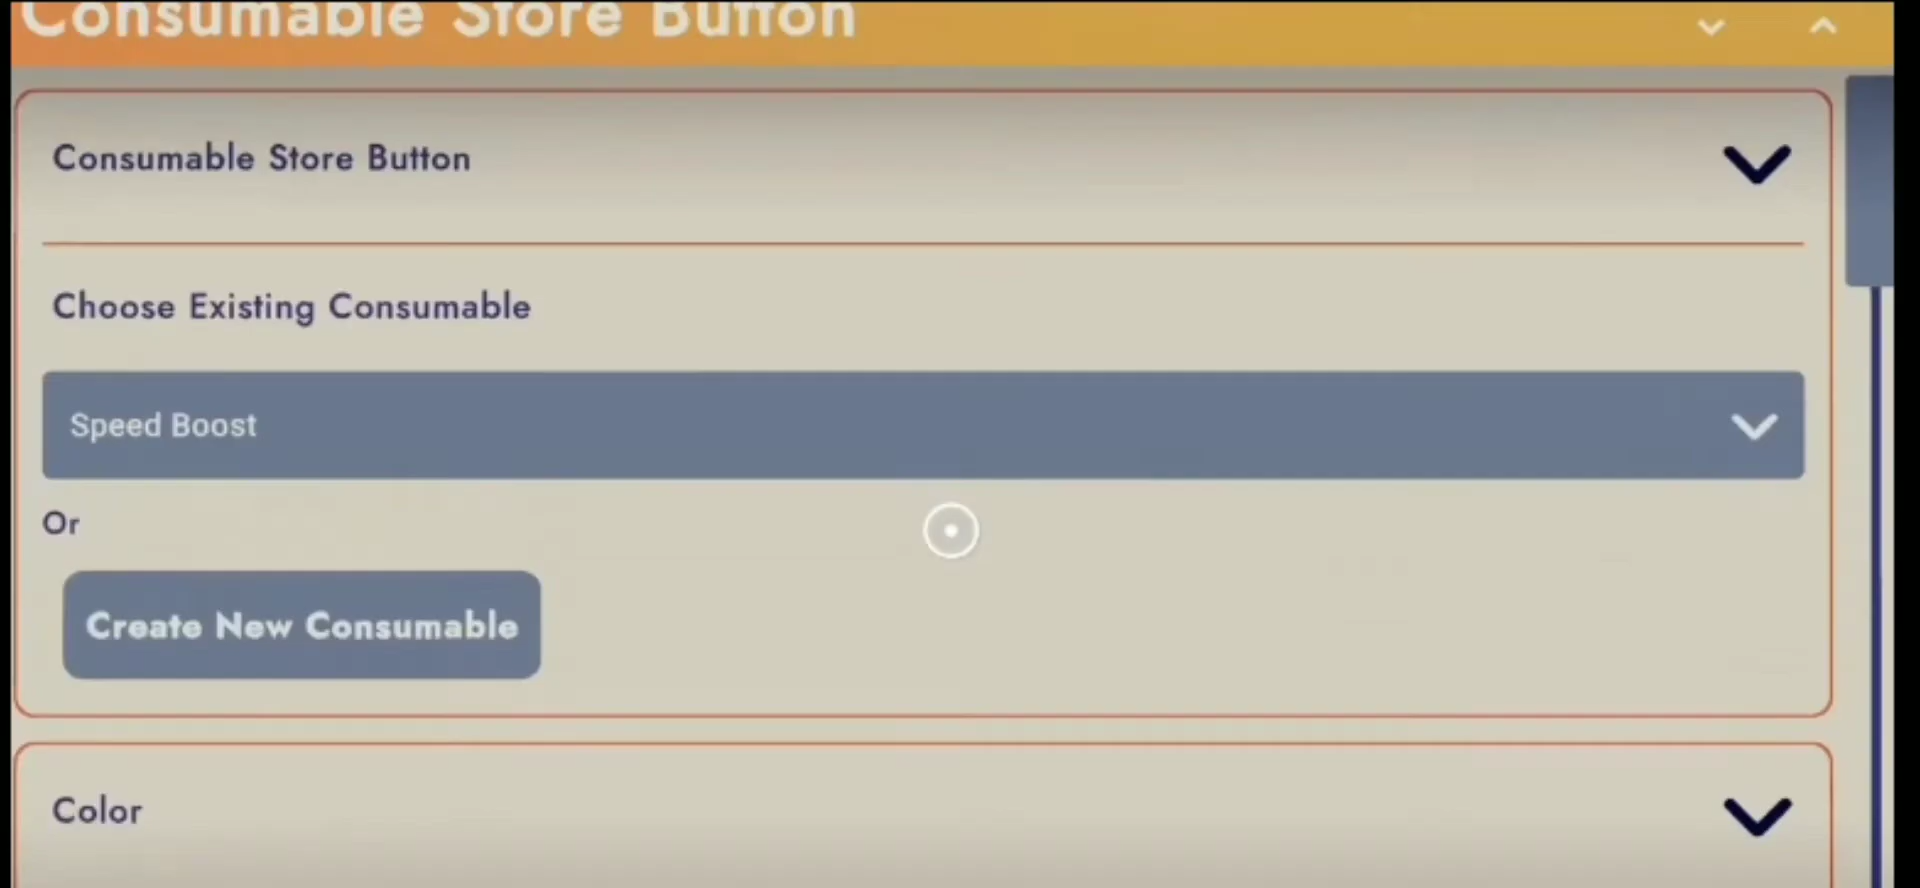 Consumable Store Button
Consumable Store Button
Choose Existing Consumable
Speed Boost
Or
Create New Consumable
Color